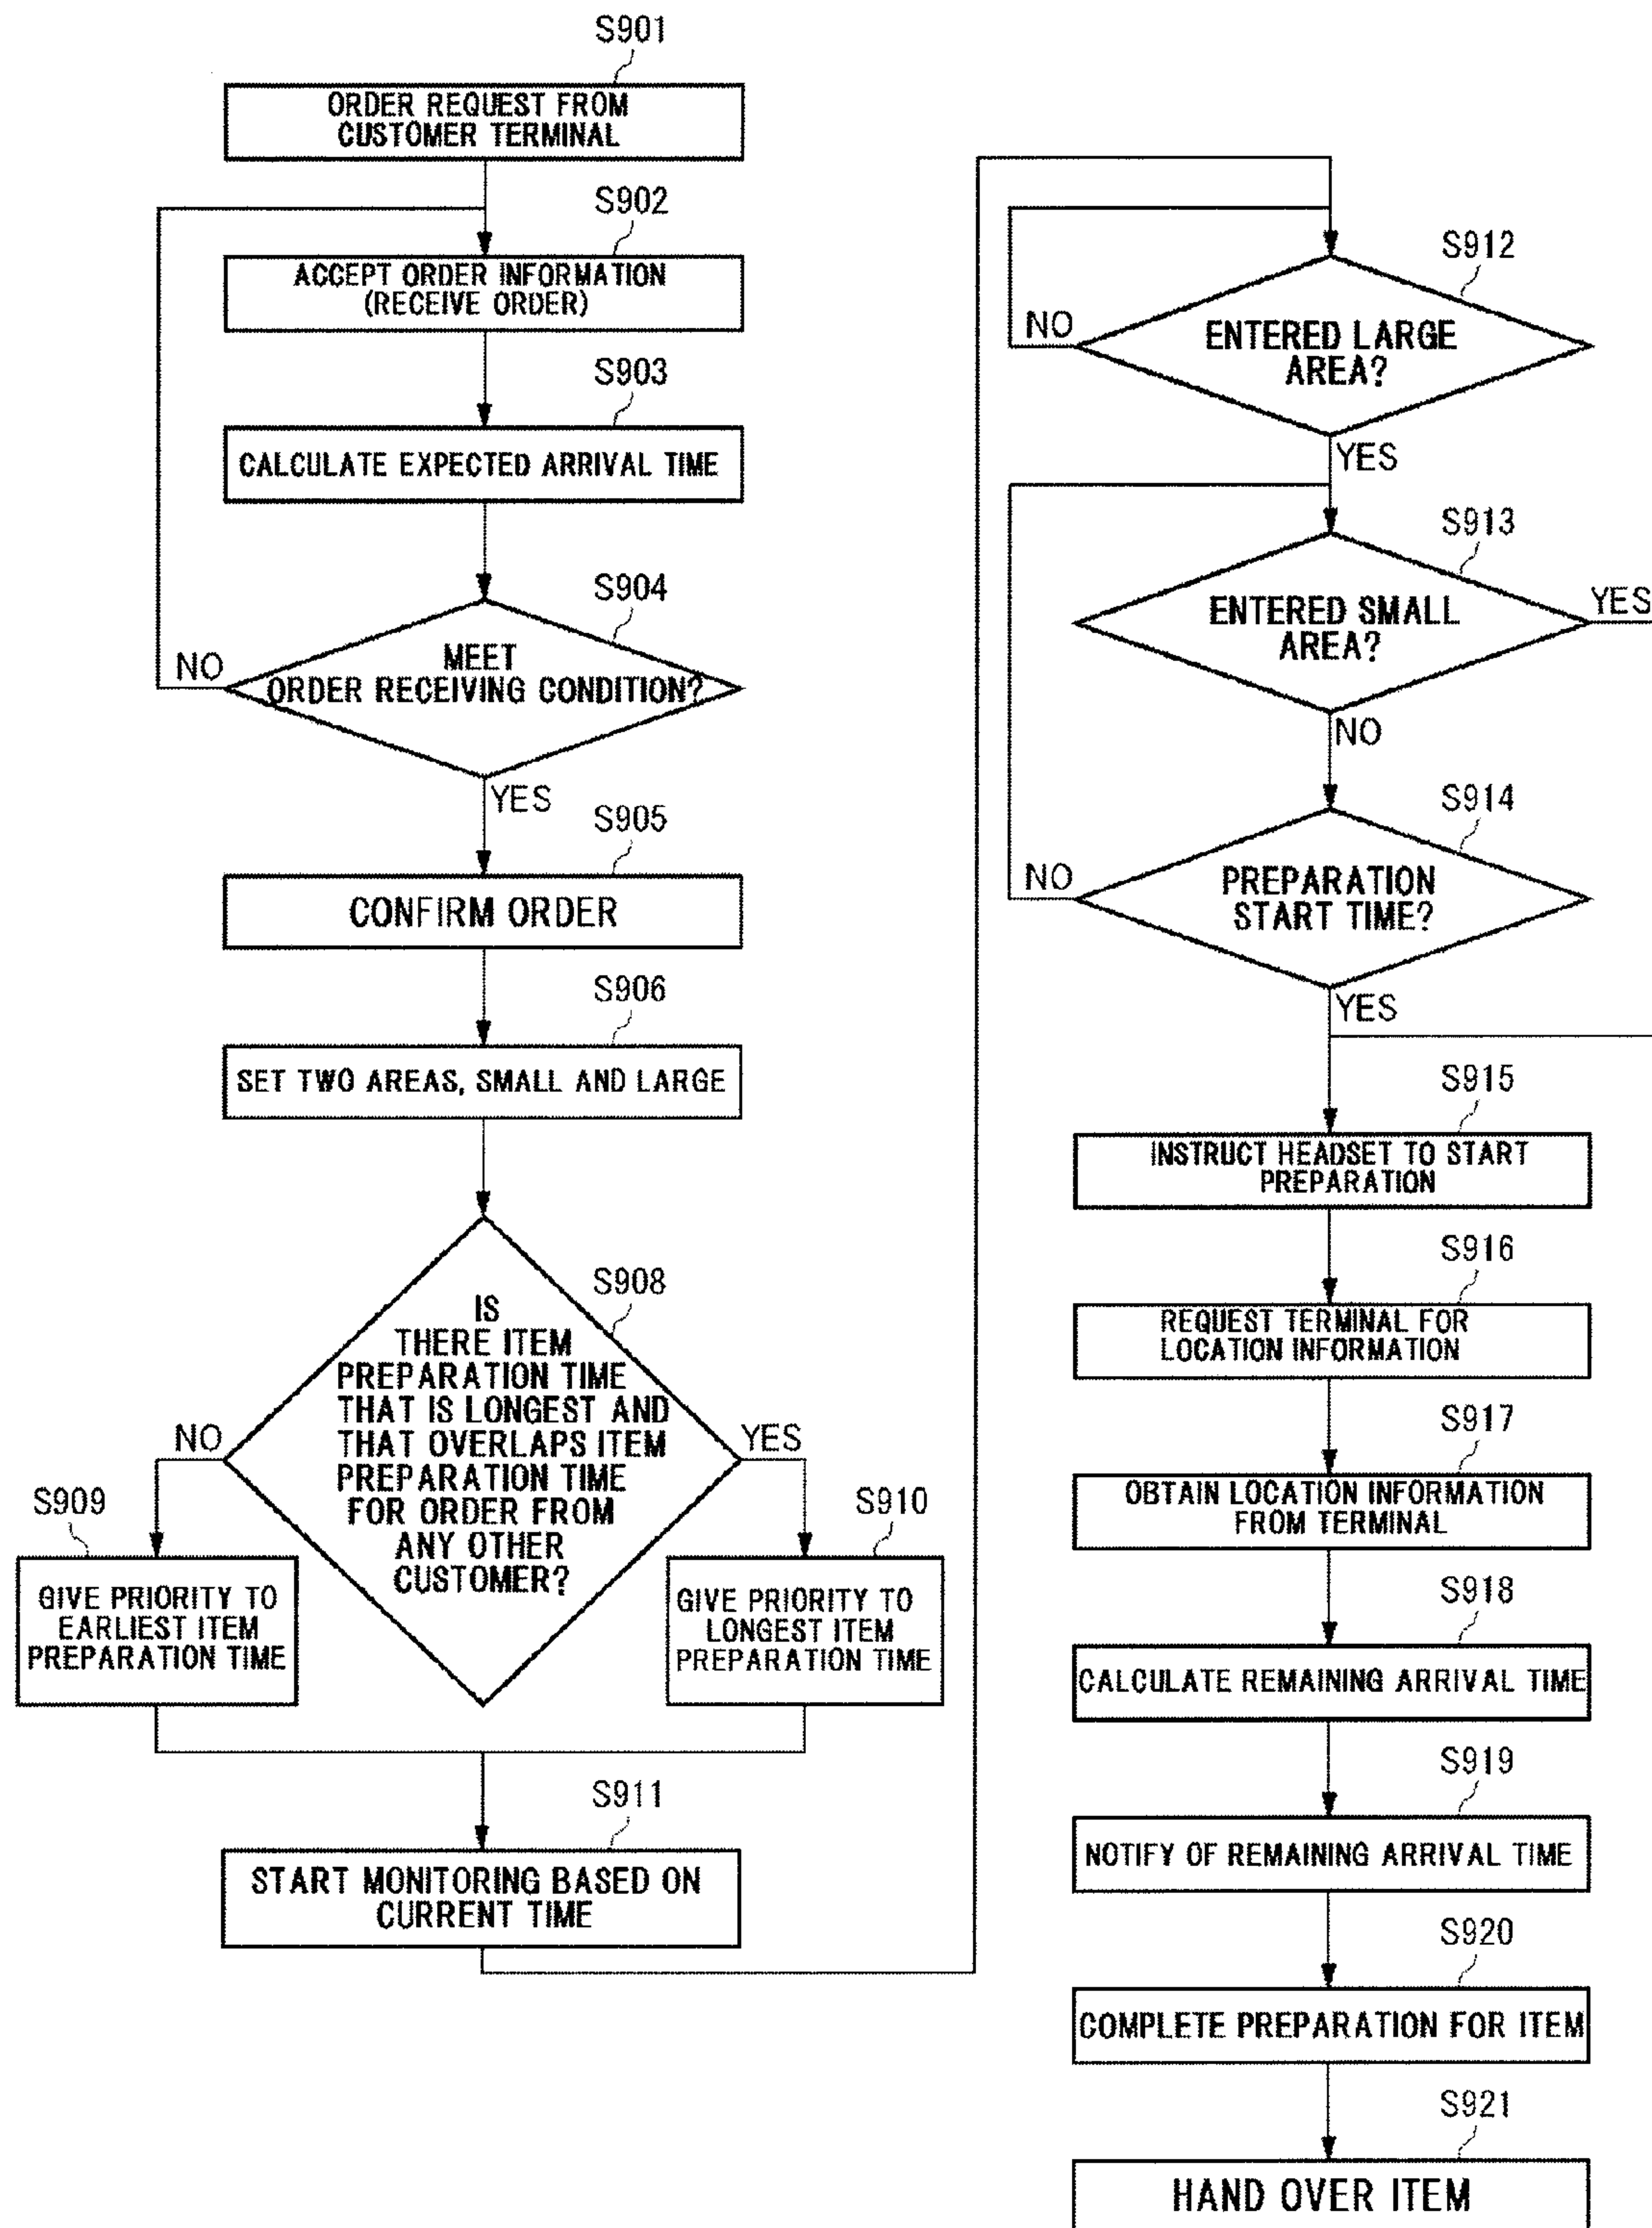 S901
ORDER REQUEST FROM
CUSTOMER TERMINAL
S902
ACCEPT ORDER INFORMATION
(RECEIVE ORDER)
S903
CALCULATE EXPECTED ARRIVAL TIME
S904
MEET
ORDER RECEIVING CONDITION?
NO
YES
S905
CONFIRM ORDER
S906
SET TWO AREAS, SMALL AND LARGE
S908
IS
THERE ITEM
PREPARATION TIME
THAT IS LONGEST AND
THAT OVERLAPS ITEM
PREPARATION TIME
FOR ORDER FROM
ANY OTHER
CUSTOMER?
NO
YES
S909
GIVE PRIORITY TO
EARLIEST ITEM
PREPARATION TIME
S910
GIVE PRIORITY TO
LONGEST ITEM
PREPARATION TIME
S911
START MONITORING BASED ON
CURRENT TIME
S912
ENTERED LARGE
AREA?
NO
YES
S913
ENTERED SMALL
AREA?
YES
NO
S914
PREPARATION
START TIME?
NO
YES
S915
INSTRUCT HEADSET TO START
PREPARATION
S916
REQUEST TERMINAL FOR
LOCATION INFORMATION
S917
OBTAIN LOCATION INFORMATION
FROM TERMINAL
S918
CALCULATE REMAINING ARRIVAL TIME
S919
NOTIFY OF REMAINING ARRIVAL TIME
S920
COMPLETE PREPARATION FOR ITEM
S921
HAND OVER ITEM